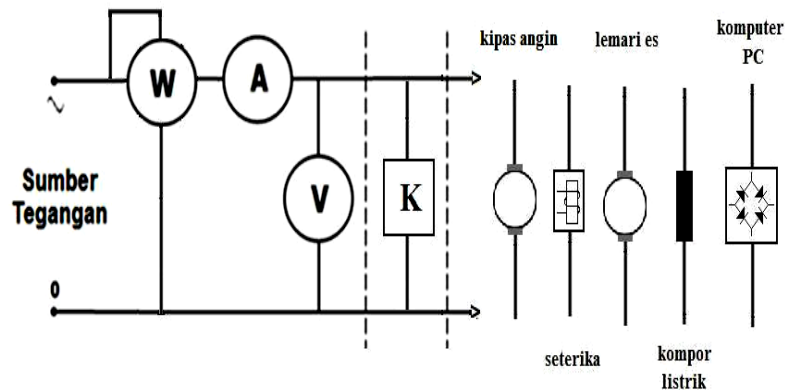 W
A
V
K
~
Sumber
Tegangan
0
kipas angin
lemari es
komputer
PC
seterika
kompor
listrik